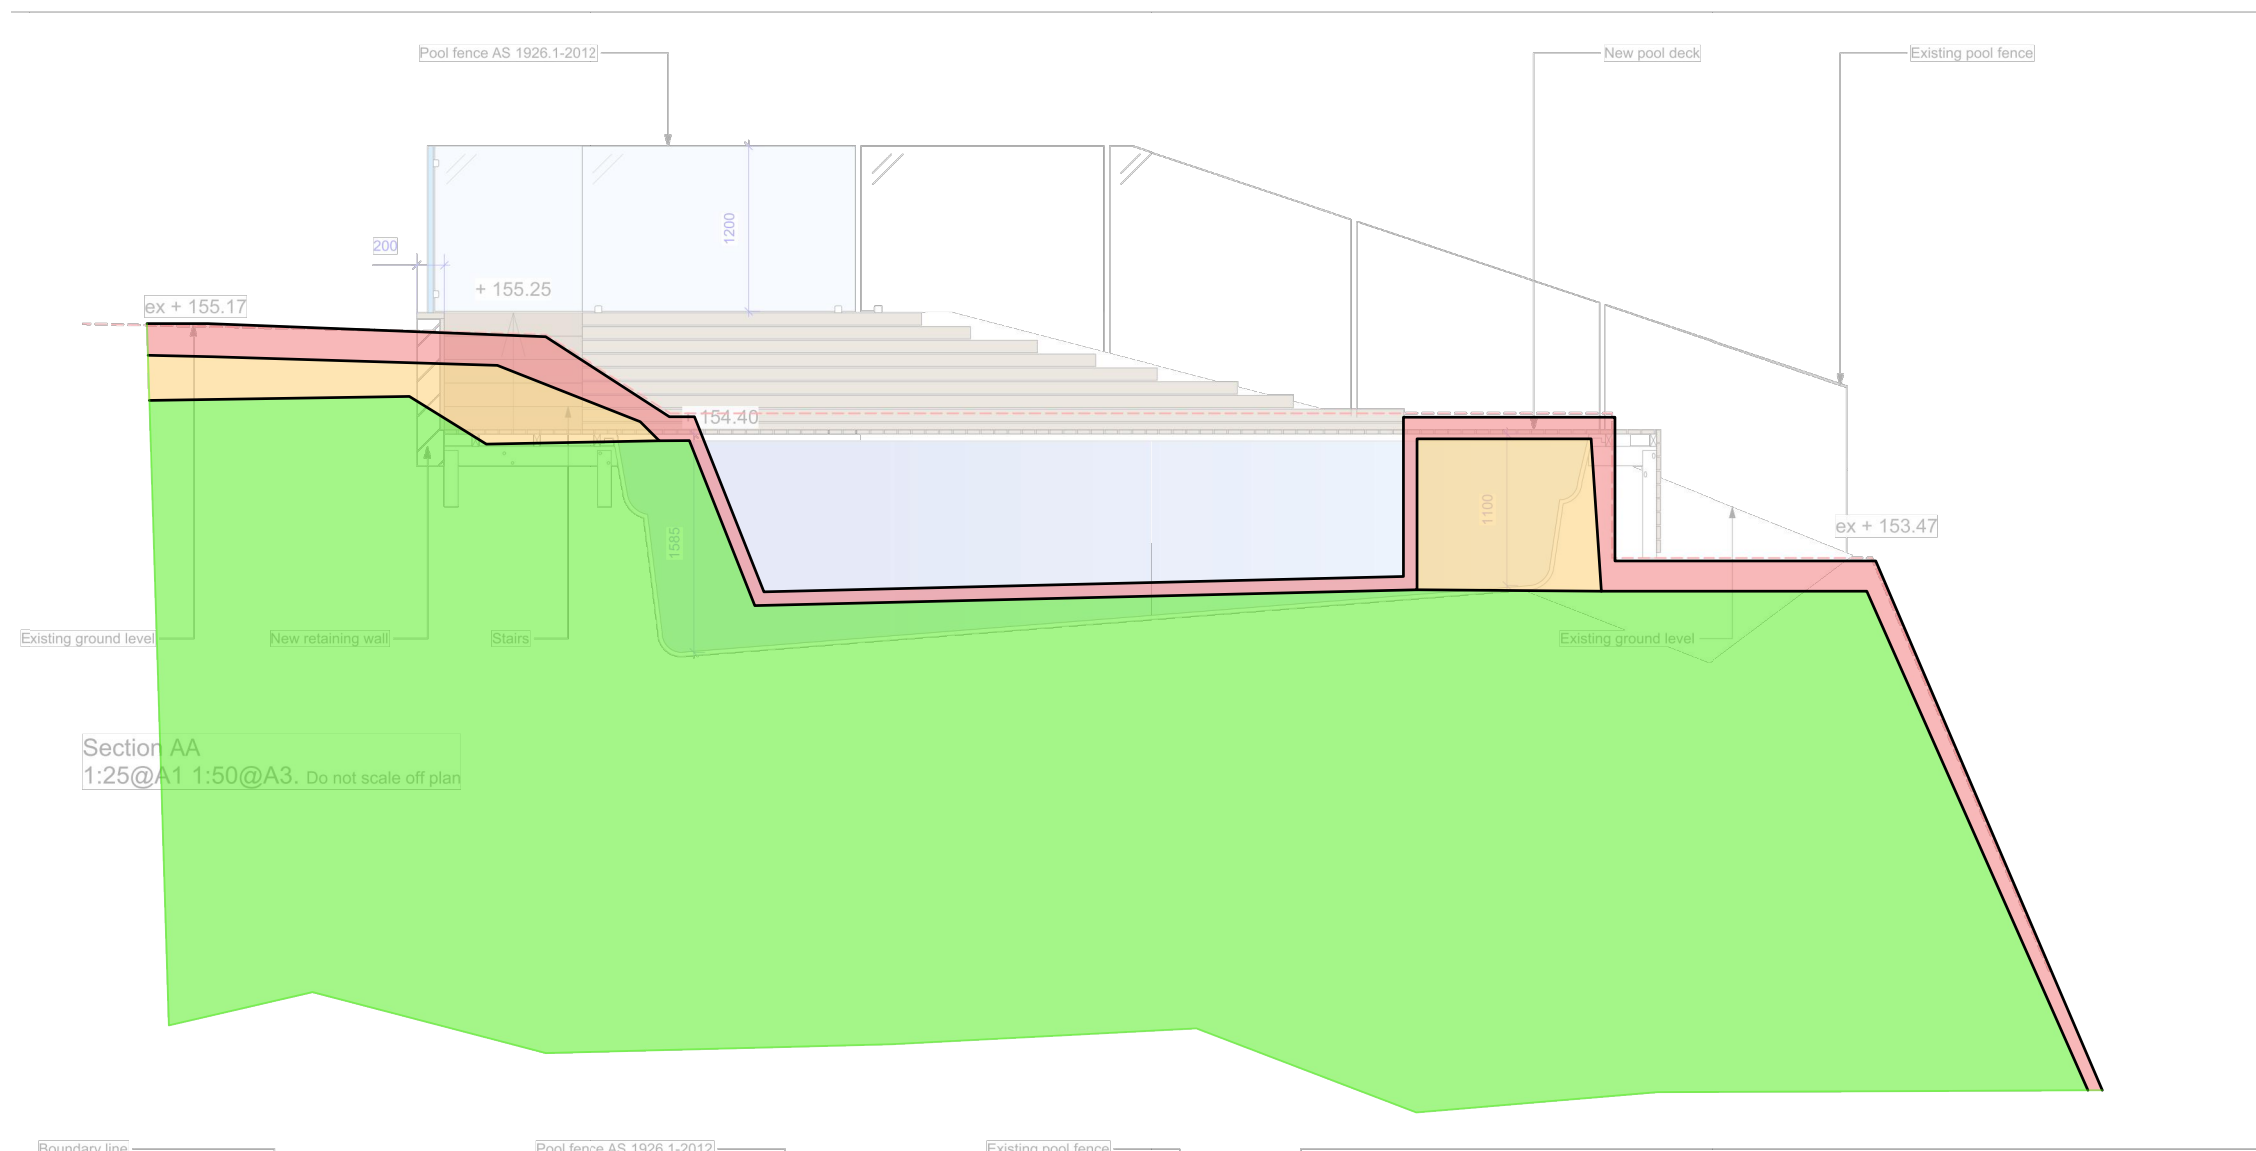 Pool fence AS 1926.1-2012
New pool deck
Existing pool fence
1200
200
+ 155.25
ex + 155.17
154.40
1100
ex + 153.47
1585
Existing ground level
New retaining wall
Stairs
Existing ground level
Section AA
1:25@A1 1:50@A3. Do not scale off plan
Boundary line
Pool fence AS 1926.1-2012
Existing pool fence